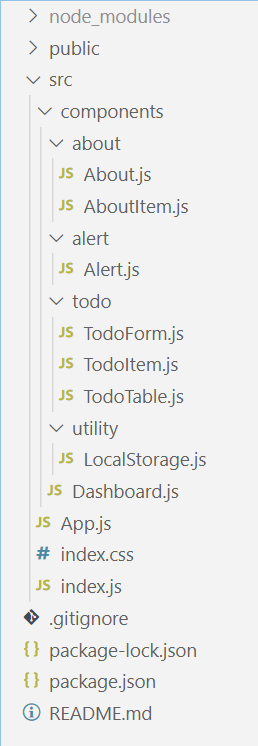 node_modules
public
src
components
about
JS About.js
JS AboutItem.js
alert
JS Alert.js
todo
JS TodoForm.js
JS TodoItem.js
JS TodoTable.js
utility
JS LocalStorage.js
JS Dashboard.js
JS App.js
# index.css
JS index.js
.gitignore
{} package-lock.json
{} package.json
README.md